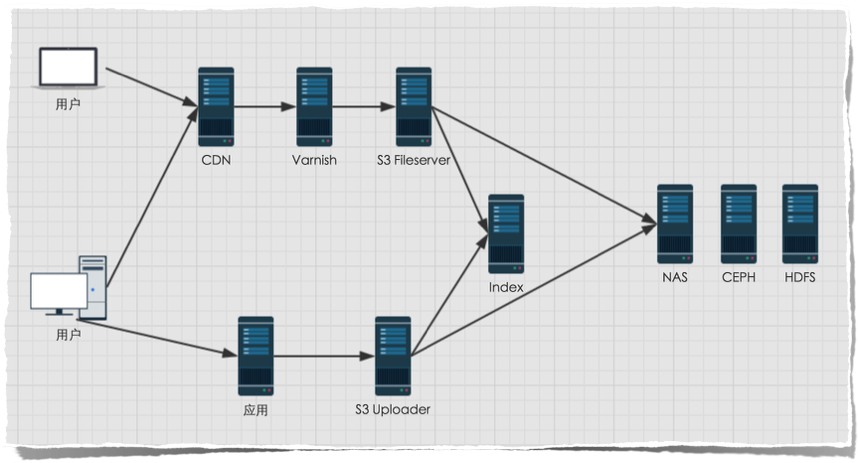 用户
CDN
Varnish
S3 Fileserver
Index
NAS
CEPH
HDFS
用户
应用
S3 Uploader